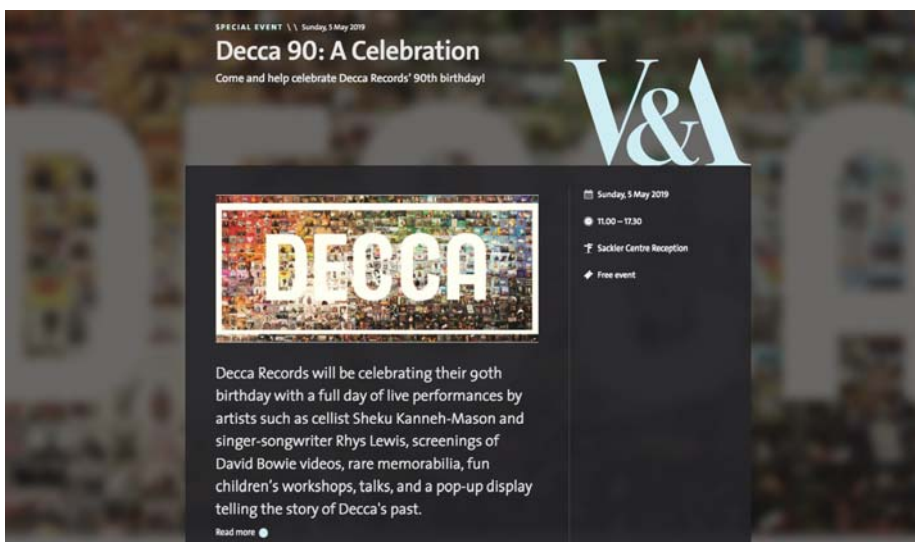 SPECIAL EVENT \\ Sunday, 5 May 2019
Decca 90: A Celebration
Come and help celebrate Decca Records' 90th birthday!
V&A
DECCA
Sunday, 5 May 2019
11.00 – 17.30
Sackler Centre Reception
Free event
Decca Records will be celebrating their 90th
birthday with a full day of live performances by
artists such as cellist Sheku Kanneh-Mason and
singer-songwriter Rhys Lewis, screenings of
David Bowie videos, rare memorabilia, fun
children's workshops, talks, and a pop-up display
telling the story of Decca's past.
Read more